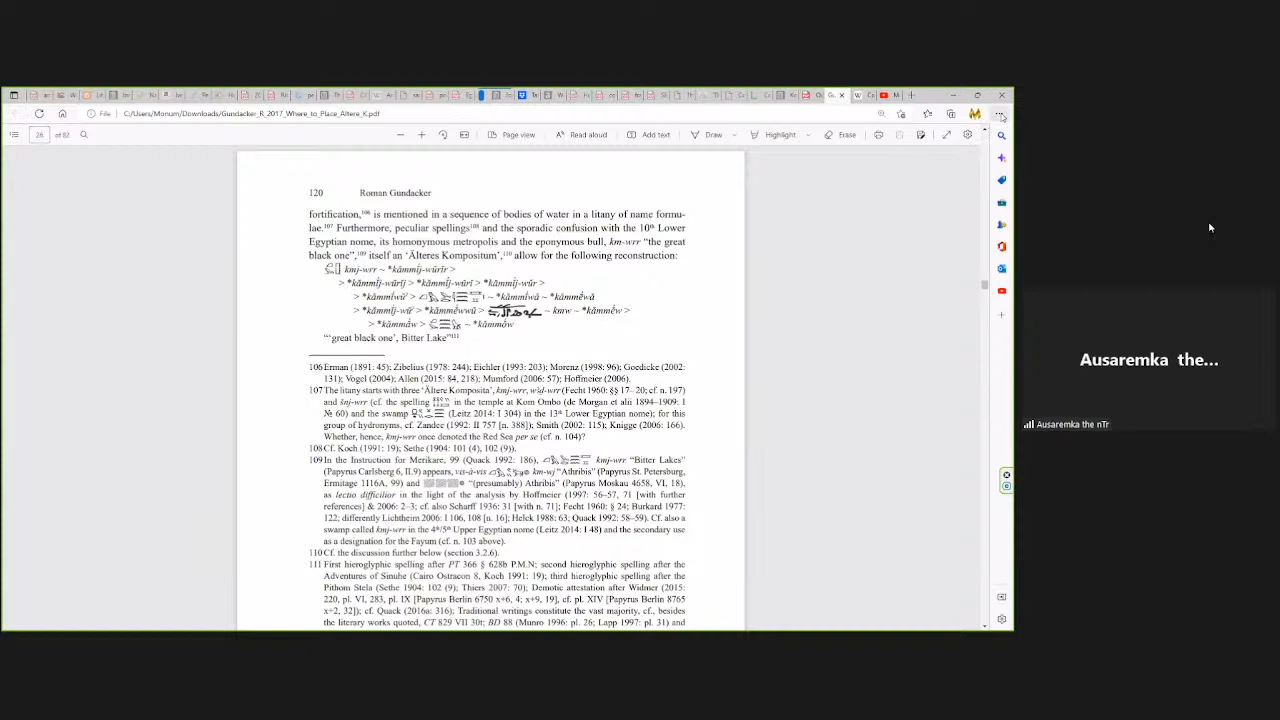 File
C:/Users/Monum/Downloads/Gundacker_R_2017_Where_to_Place_Altere_K.pdf
26 of 82
Page view
Read aloud
Add text
Draw
Highlight
Erase
120 Roman Gundacker
fortification,¹⁰⁶ is mentioned in a sequence of bodies of water in a litany of name formu-
lae.¹⁰⁷ Furthermore, peculiar spellings¹⁰⁸ and the sporadic confusion with the 10ᵗʰ Lower
Egyptian nome, its homonymous metropolis and the eponymous bull, km-wrr “the great
black one”,¹⁰⁹ itself an ‘Älteres Kompositum’,¹¹⁰ allow for the following reconstruction:
kmj-wrr
~ kmw ~
“‘great black one’, Bitter Lake”¹¹¹
106 Erman (1891: 45); Zibelius (1978: 244); Eichler (1993: 203); Morenz (1998: 96); Goedicke (2002:
131); Vogel (2004); Allen (2015: 84, 218); Mumford (2006: 57); Hoffmeier (2006).
107 The litany starts with three ‘Ältere Komposita’, kmj-wrr, wꜣḏ-wrr (Fecht 1960: §§ 17–20; cf. n. 197)
and šnj-wrr (cf. the spelling in the temple at Kom Ombo (de Morgan et alii 1894–1909: I
№ 60) and the swamp (Leitz 2014: I 304) in the 13ᵗʰ Lower Egyptian nome); for this
group of hydronyms, cf. Zandee (1992: II 757 [n. 388]); Smith (2002: 115); Knigge (2006: 166).
Whether, hence, kmj-wrr once denoted the Red Sea per se (cf. n. 104)?
108 Cf. Koch (1991: 19); Sethe (1904: 101 (4), 102 (9)).
109 In the Instruction for Merikare, 99 (Quack 1992: 186), kmj-wrr “Bitter Lakes”
(Papyrus Carlsberg 6, II.9) appears, vis-à-vis km-wj “Athribis” (Papyrus St. Petersburg,
Ermitage 1116A, 99) and “(presumably) Athribis” (Papyrus Moskau 4658, VI, 18),
as lectio difficilior in the light of the analysis by Hoffmeier (1997: 56–57, 71 [with further
references] & 2006: 2–3; cf. also Scharff 1936: 31 [with n. 71]; Fecht 1960: § 24; Burkard 1977:
122; differently Lichtheim 2006: I 106, 108 [n. 16]; Helck 1988: 63; Quack 1992: 58–59). Cf. also a
swamp called kmj-wrr in the 4ᵗʰ/5ᵗʰ Upper Egyptian nome (Leitz 2014: I 48) and the secondary use
as a designation for the Fayum (cf. n. 103 above).
110 Cf. the discussion further below (section 3.2.6).
111 First hieroglyphic spelling after PT 366 § 628b P.M.N; second hieroglyphic spelling after the
Adventures of Sinuhe (Cairo Ostracon 8, Koch 1991: 19); third hieroglyphic spelling after the
Pithom Stela (Sethe 1904: 102 (9); Thiers 2007: 70); Demotic attestation after Widmer (2015:
220, pl. VI, 283, pl. IX [Papyrus Berlin 6750 x+6, 4; x+9, 19], cf. pl. XIV [Papyrus Berlin 8765
x+2, 32]); cf. Quack (2016a: 316); Traditional writings constitute the vast majority, cf., besides
the literary works quoted, CT 829 VII 30t; BD 88 (Munro 1996: pl. 26; Lapp 1997: pl. 31) and
Ausaremka the...
Ausaremka the nTr